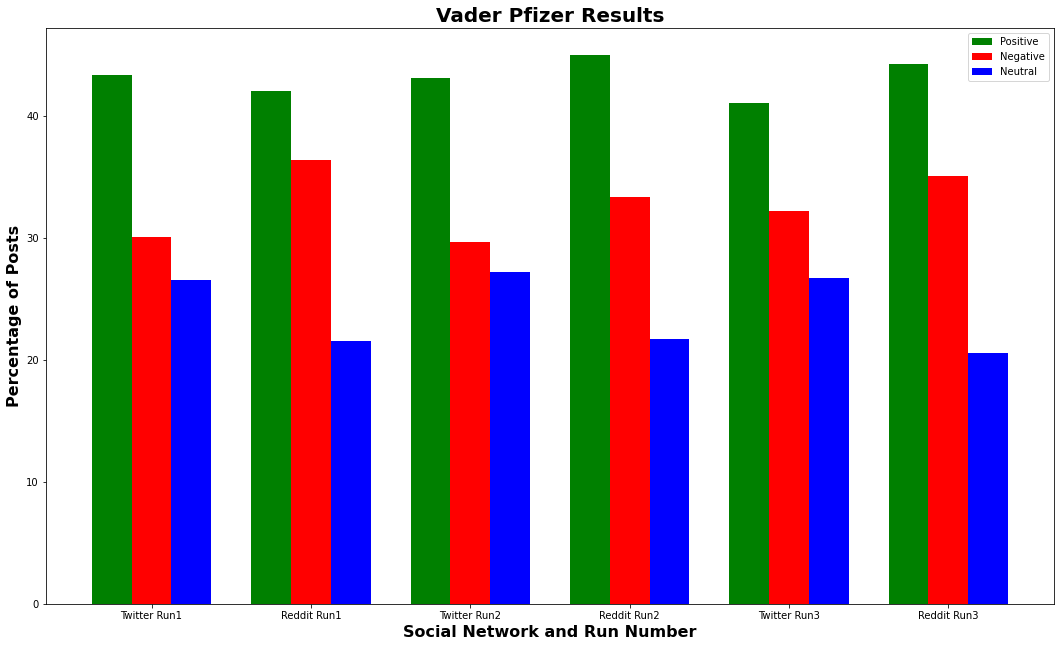 Vader Pfizer Results
Positive
Negative
Neutral
Percentage of Posts
40
30
20
10
0
Twitter Run1 Reddit Run1 Twitter Run2 Reddit Run2 Twitter Run3 Reddit Run3
Social Network and Run Number